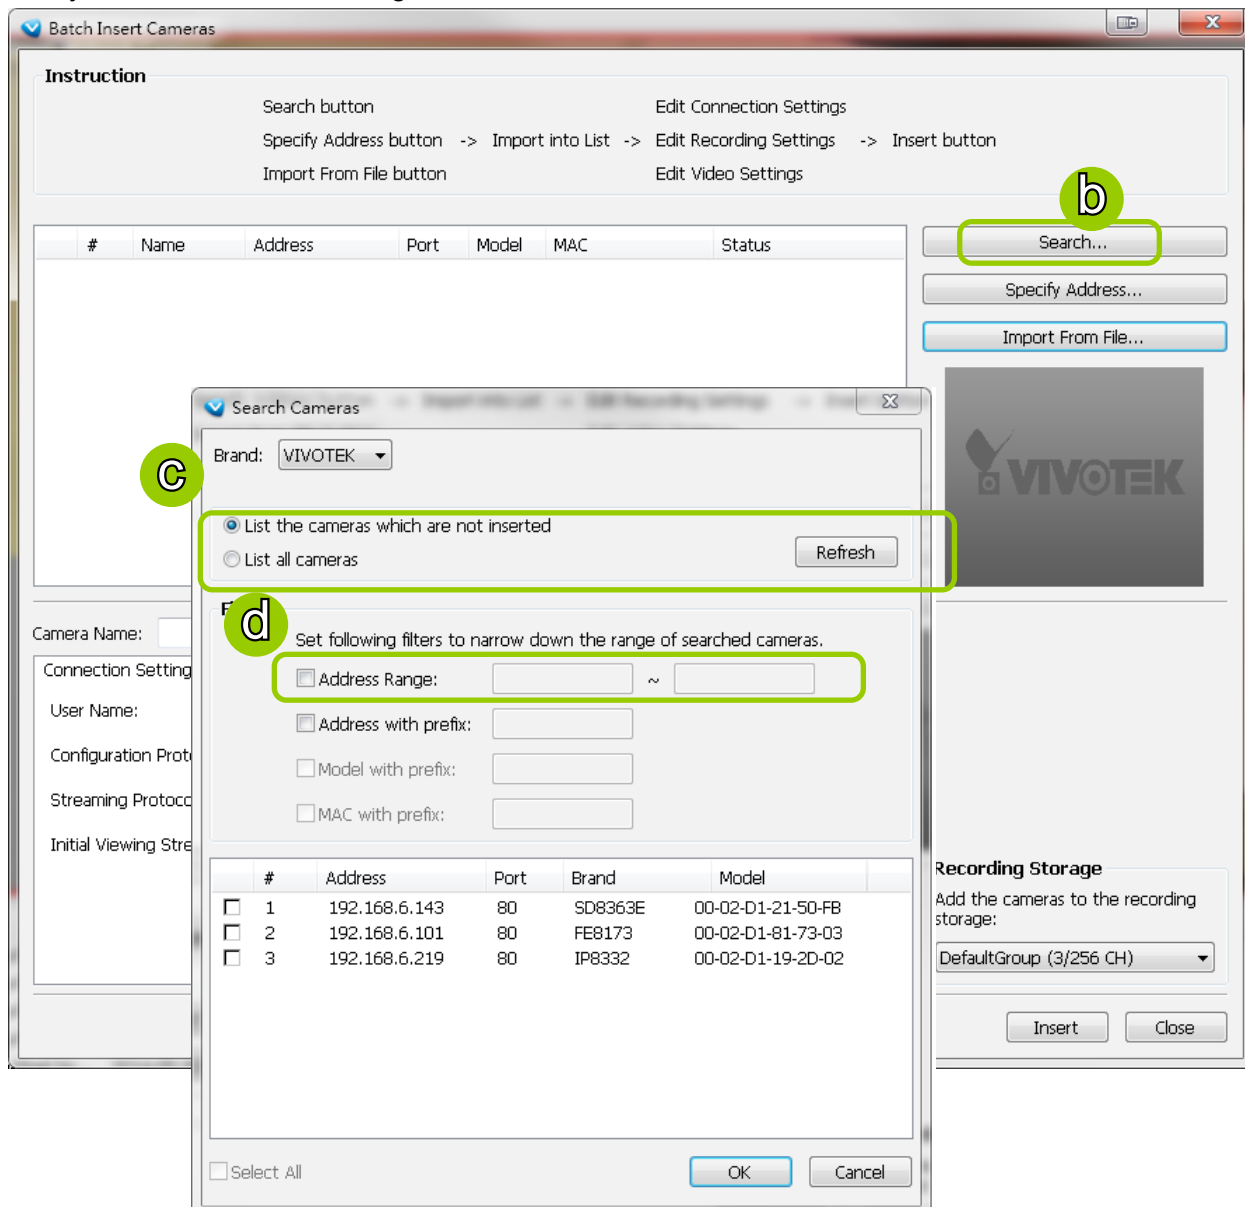 Batch Insert Cameras
Instruction
Search button Edit Connection Settings
Specify Address button -> Import into List -> Edit Recording Settings -> Insert button
Import From File button Edit Video Settings
b
# Name Address Port Model MAC Status
Search...
Specify Address...
Import From File...
VIVOTEK
Search Cameras
c
Brand: VIVOTEK
List the cameras which are not inserted
List all cameras
Refresh
d
Set following filters to narrow down the range of searched cameras.
Address Range: ~
Address with prefix:
Model with prefix:
MAC with prefix:
Camera Name:
Connection Setting
User Name:
Configuration Prot
Streaming Protoco
Initial Viewing Stre
# Address Port Brand Model
1 192.168.6.143 80 SD8363E 00-02-D1-21-50-FB
2 192.168.6.101 80 FE8173 00-02-D1-81-73-03
3 192.168.6.219 80 IP8332 00-02-D1-19-2D-02
Select All
OK Cancel
Recording Storage
Add the cameras to the recording
storage:
DefaultGroup (3/256 CH)
Insert Close